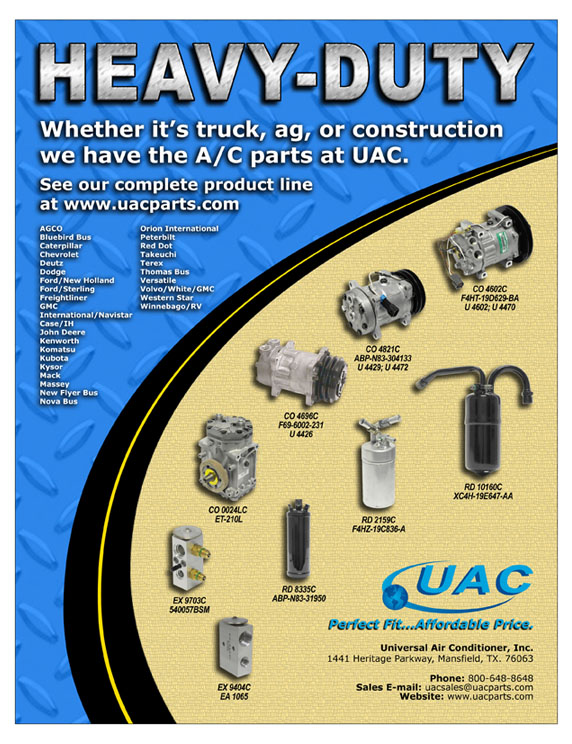 HEAVY-DUTY
Whether it's truck, ag, or construction
we have the A/C parts at UAC.
See our complete product line
at www.uacparts.com
AGCO
Bluebird Bus
Caterpillar
Chevrolet
Deutz
Dodge
Ford/New Holland
Ford/Sterling
Freightliner
GMC
International/Navistar
Case/IH
John Deere
Kenworth
Komatsu
Kubota
Kysor
Mack
Massey
New Flyer Bus
Nova Bus
Orion International
Peterbilt
Red Dot
Takeuchi
Terex
Thomas Bus
Versatile
Volvo/White/GMC
Western Star
Winnebago/RV
CO 4602C
F4HT-19D629-BA
U 4602; U 4470
CO 4821C
ABP-N83-304133
U 4429; U 4472
CO 4696C
F69-6002-231
U 4426
RD 10160C
XC4H-19E647-AA
CO 0024LC
ET-210L
RD 2159C
F4HZ-19C836-A
EX 9703C
540057BSM
RD 8335C
ABP-N83-31950
EX 9404C
EA 1065
UAC
Perfect Fit...Affordable Price.
Universal Air Conditioner, Inc.
1441 Heritage Parkway, Mansfield, TX. 76063
Phone: 800-648-8648
Sales E-mail: uacsales@uacparts.com
Website: www.uacparts.com